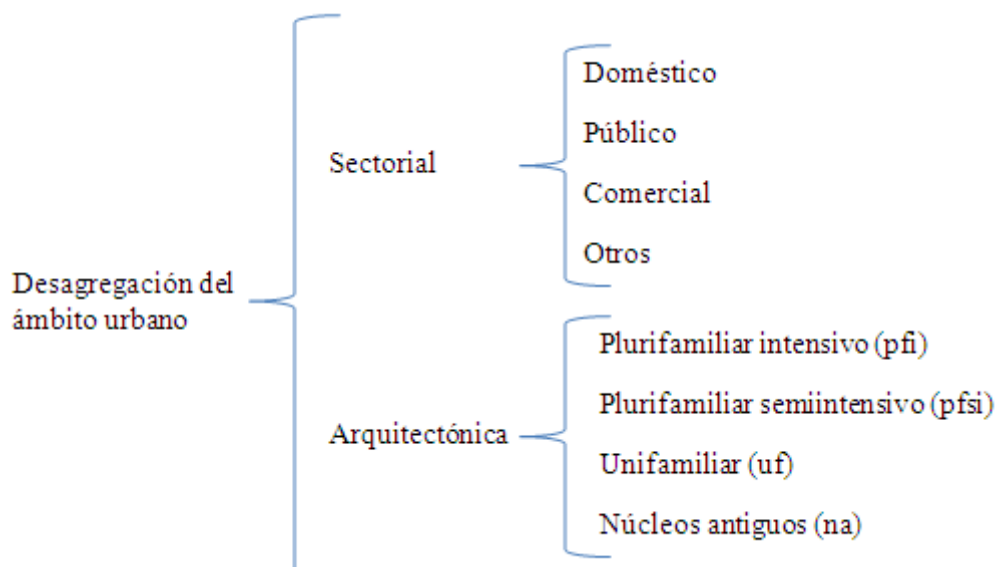 Desagregación del
ámbito urbano
Sectorial
Doméstico
Público
Comercial
Otros
Arquitectónica
Plurifamiliar intensivo (pfi)
Plurifamiliar semiintensivo (pfsi)
Unifamiliar (uf)
Núcleos antiguos (na)